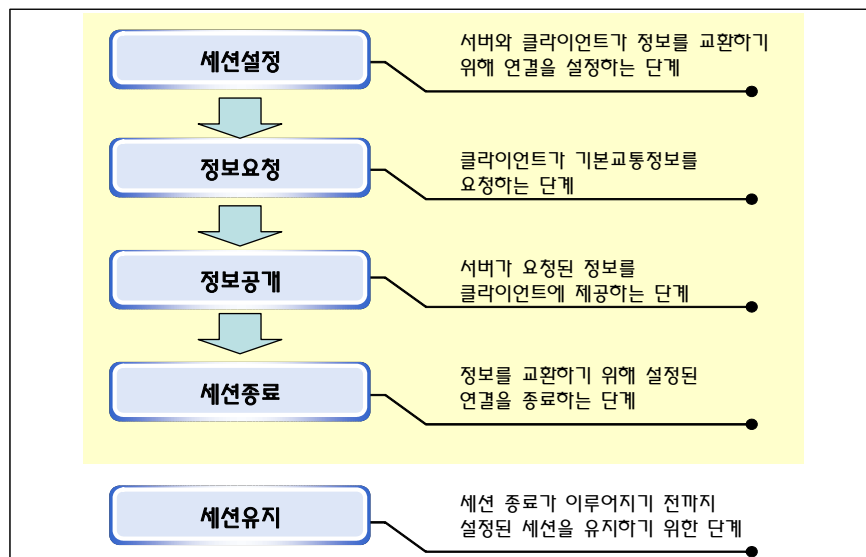 세션설정
서버와 클라이언트가 정보를 교환하기
위해 연결을 설정하는 단계
정보요청
클라이언트가 기본교통정보를
요청하는 단계
정보공개
서버가 요청된 정보를
클라이언트에 제공하는 단계
세션종료
정보를 교환하기 위해 설정된
연결을 종료하는 단계
세션유지
세션 종료가 이루어지기 전까지
설정된 세션을 유지하기 위한 단계